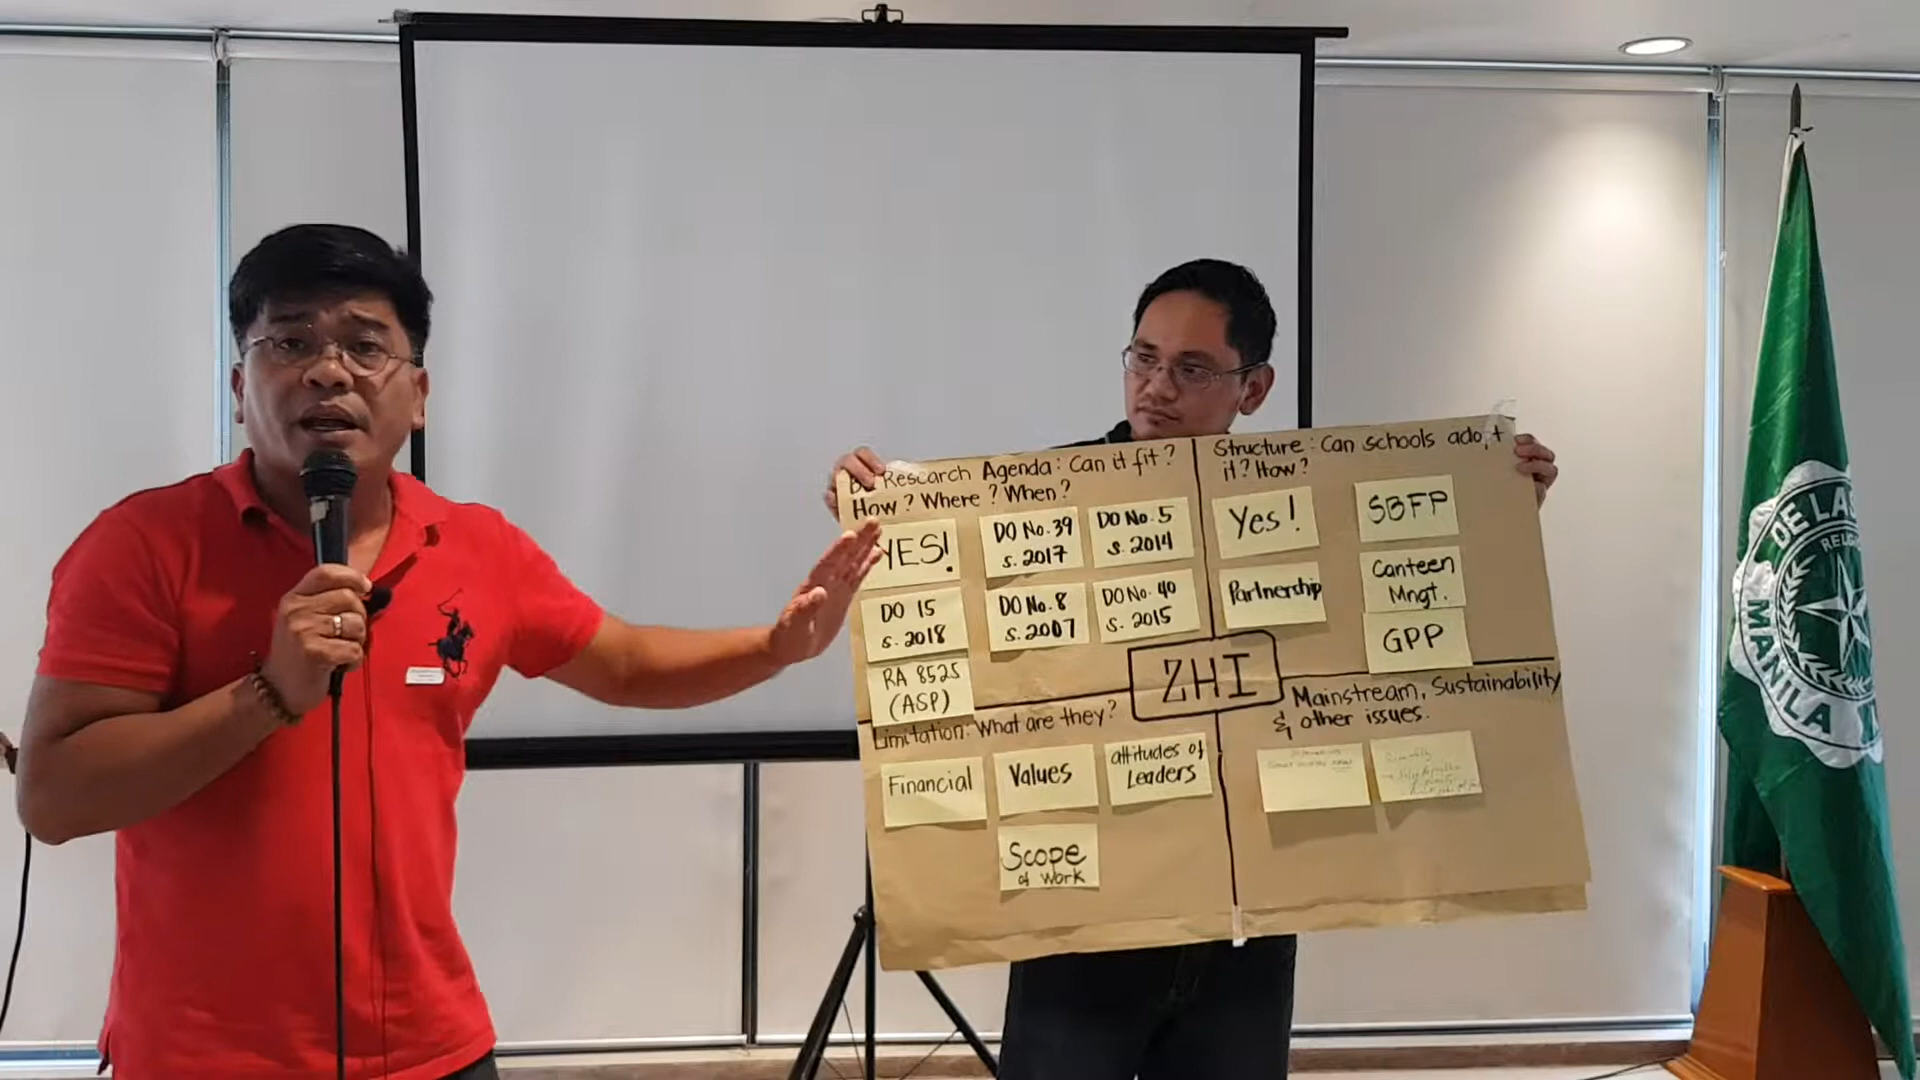 Research Agenda: Can it fit?
How? Where? When?
YES!
DO No. 39
s. 2017
DO No. 5
s. 2014
DO 15
s. 2018
DO No. 8
s. 2007
DO No. 40
s. 2015
RA 8525
(ASP)
Structure: Can schools adopt
it? How?
Yes!
SBFP
Partnership
Canteen
Mngt.
GPP
ZHI
Limitation: What are they?
Financial
Values
attitudes of
Leaders
Scope
of work
Mainstream, Sustainability
& other issues.
DE LA
MANILA